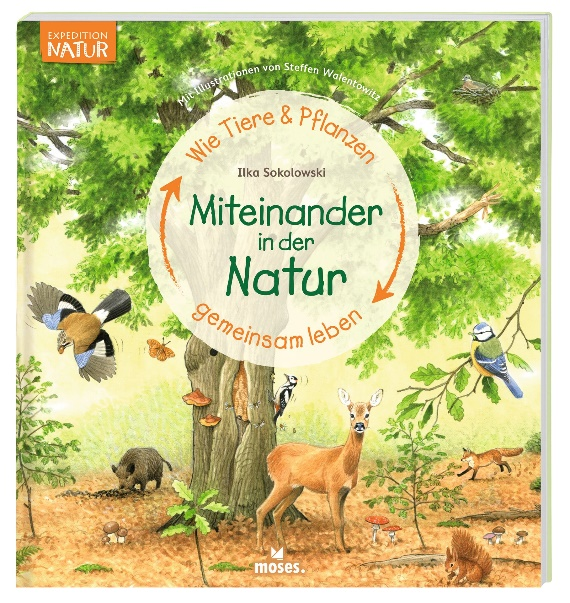 EXPEDITION
NATUR
Mit Illustrationen von Steffen Walentowitz
Wie Tiere & Pflanzen
Ilka Sokolowski
Miteinander
in der
Natur
gemeinsam leben
moses.